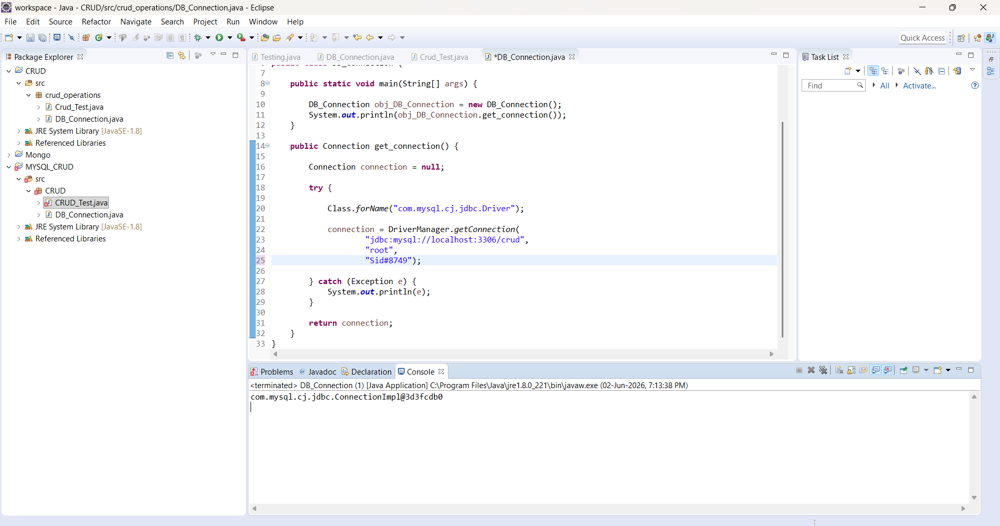 workspace - Java - CRUD/src/crud_operations/DB_Connection.java - Eclipse
File Edit Source Refactor Navigate Search Project Run Window Help
Quick Access
Package Explorer
CRUD
src
crud_operations
Crud_Test.java
DB_Connection.java
JRE System Library [JavaSE-1.8]
Referenced Libraries
Mongo
MYSQL_CRUD
src
CRUD
CRUD_Test.java
DB_Connection.java
JRE System Library [JavaSE-1.8]
Referenced Libraries
Testing.java DB_Connection.java Crud_Test.java *DB_Connection.java
7
8 public static void main(String[] args) {
9
10 DB_Connection obj_DB_Connection = new DB_Connection();
11 System.out.println(obj_DB_Connection.get_connection());
12 }
13
14 public Connection get_connection() {
15
16 Connection connection = null;
17
18 try {
19
20 Class.forName("com.mysql.cj.jdbc.Driver");
21
22 connection = DriverManager.getConnection(
23 "jdbc:mysql://localhost:3306/crud",
24 "root",
25 "Sid#8749");
26
27 } catch (Exception e) {
28 System.out.println(e);
29 }
30
31 return connection;
32 }
33 }
Task List
Find All Activate...
Problems Javadoc Declaration Console
<terminated> DB_Connection (1) [Java Application] C:\Program Files\Java\jre1.8.0_221\bin\javaw.exe (02-Jun-2026, 7:13:38 PM)
com.mysql.cj.jdbc.ConnectionImpl@3d3fcdb0